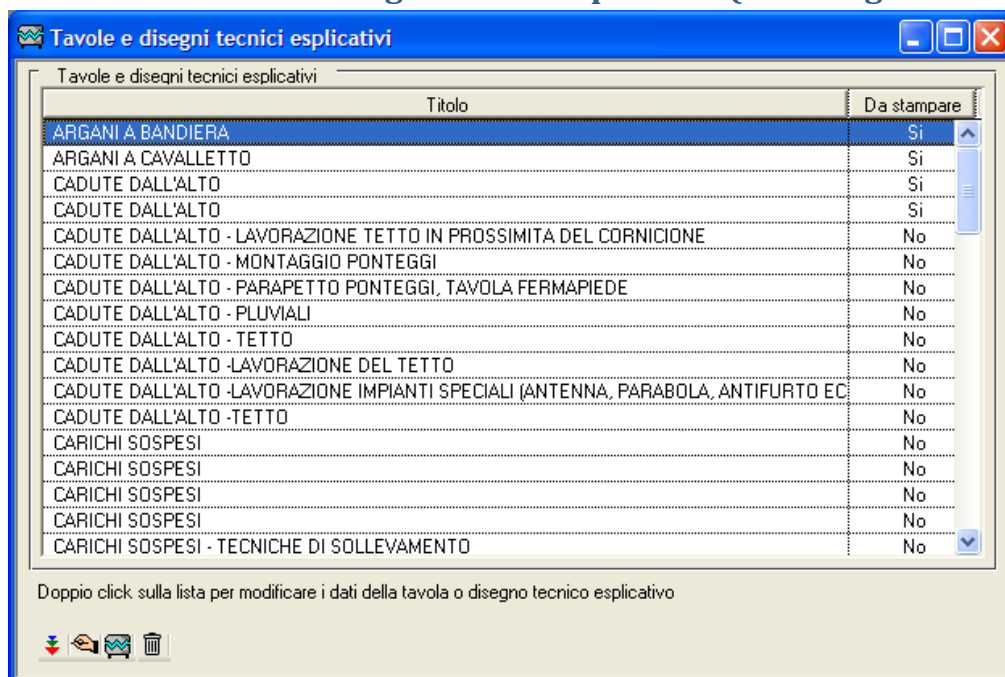 Tavole e disegni tecnici esplicativi
Tavole e disegni tecnici esplicativi
Titolo Da stampare
ARGANI A BANDIERA Si
ARGANI A CAVALLETTO Si
CADUTE DALL'ALTO Si
CADUTE DALL'ALTO Si
CADUTE DALL'ALTO - LAVORAZIONE TETTO IN PROSSIMITA DEL CORNICIONE No
CADUTE DALL'ALTO - MONTAGGIO PONTEGGI No
CADUTE DALL'ALTO - PARAPETTO PONTEGGI, TAVOLA FERMAPIEDE No
CADUTE DALL'ALTO - PLUVIALI No
CADUTE DALL'ALTO - TETTO No
CADUTE DALL'ALTO -LAVORAZIONE DEL TETTO No
CADUTE DALL'ALTO -LAVORAZIONE IMPIANTI SPECIALI (ANTENNA, PARABOLA, ANTIFURTO EC No
CADUTE DALL'ALTO -TETTO No
CARICHI SOSPESI No
CARICHI SOSPESI No
CARICHI SOSPESI No
CARICHI SOSPESI No
CARICHI SOSPESI - TECNICHE DI SOLLEVAMENTO No
Doppio click sulla lista per modificare i dati della tavola o disegno tecnico esplicativo